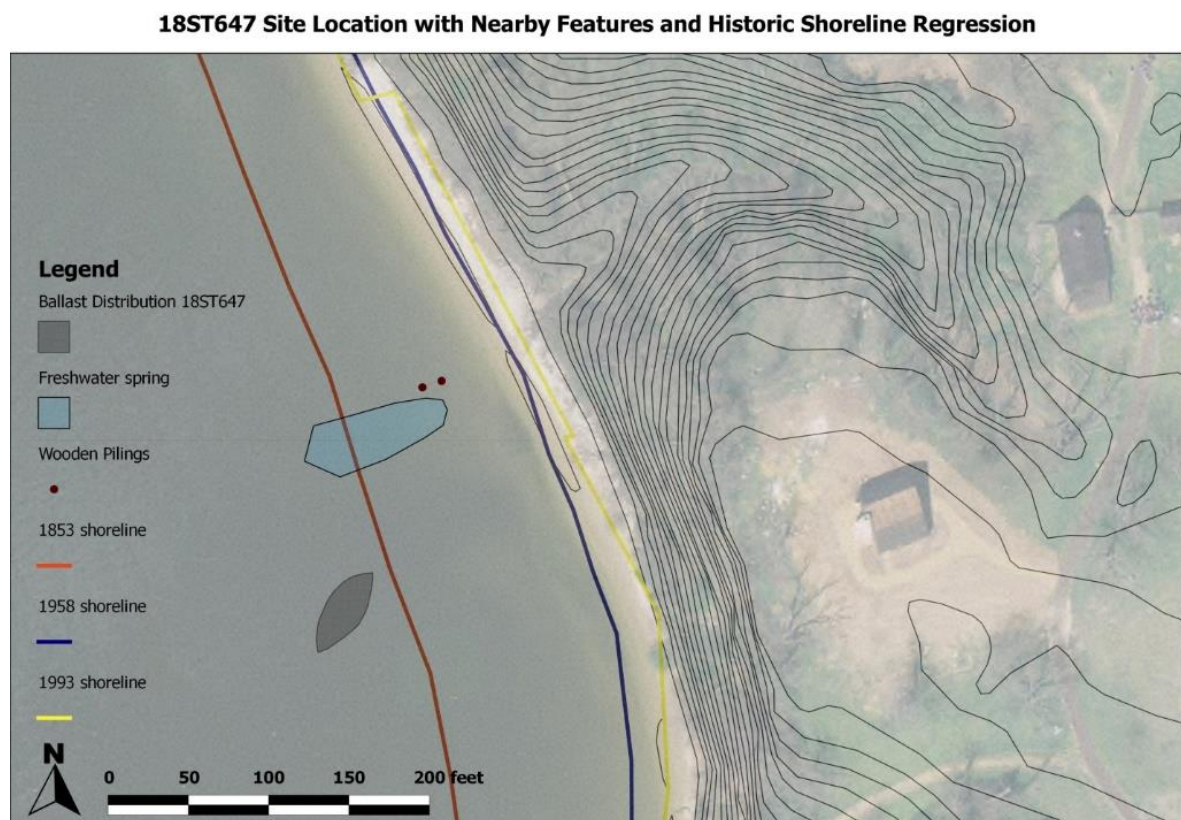 18ST647 Site Location with Nearby Features and Historic Shoreline Regression
Legend
Ballast Distribution 18ST647
Freshwater spring
Wooden Pilings
1853 shoreline
1958 shoreline
1993 shoreline
N
0 50 100 150 200 feet